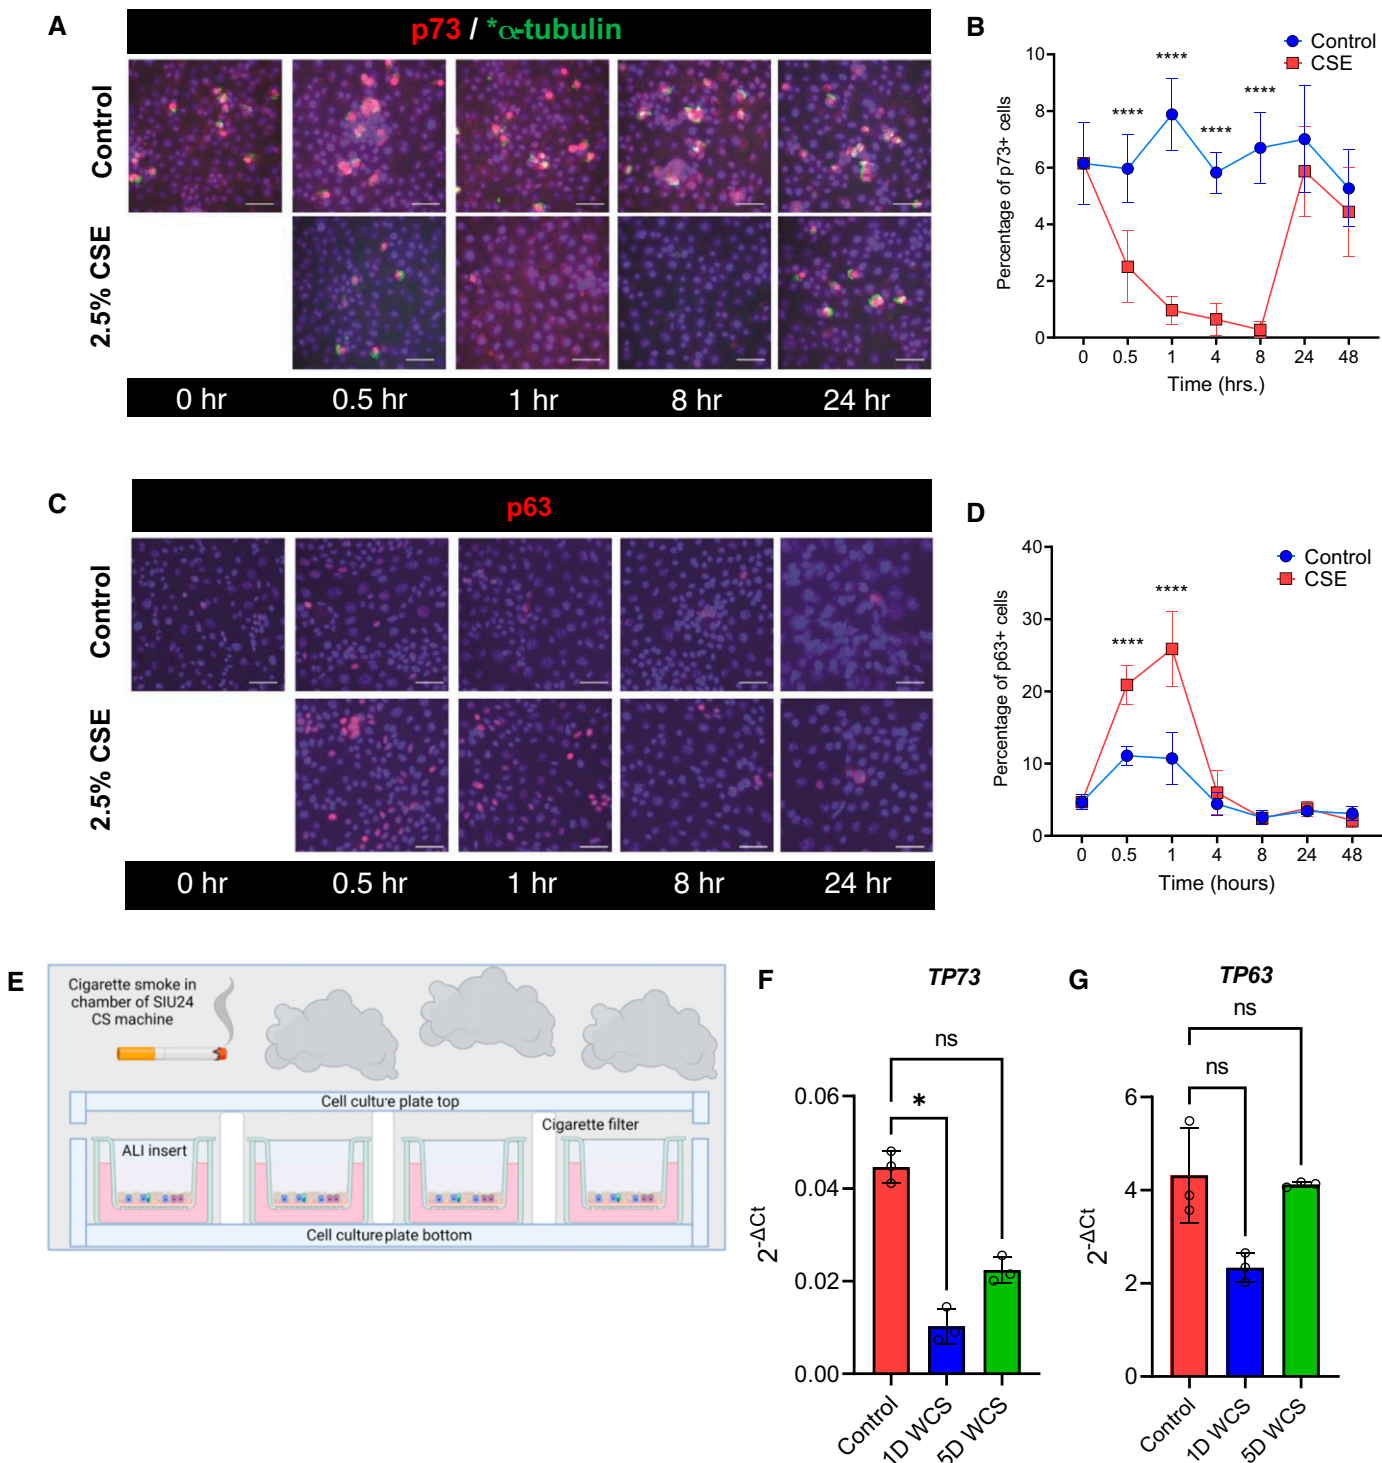 A
p73 / *α-tubulin
Control
2.5% CSE
0 hr
0.5 hr
1 hr
8 hr
24 hr
B
Control
CSE
Percentage of p73+ cells
10
8
6
4
2
0
****
****
****
****
0 0.5 1 4 8 24 48
Time (hrs.)
C
p63
Control
2.5% CSE
0 hr
0.5 hr
1 hr
8 hr
24 hr
D
Control
CSE
Percentage of p63+ cells
40
30
20
10
0
****
****
0 0.5 1 4 8 24 48
Time (hours)
E
Cigarette smoke in
chamber of SIU24
CS machine
Cell culture plate top
Cigarette filter
ALI insert
Cell culture plate bottom
F
TP73
ns
*
2-ΔCt
0.06
0.04
0.02
0.00
Control
1D WCS
5D WCS
G
TP63
ns
ns
2-ΔCt
6
4
2
0
Control
1D WCS
5D WCS